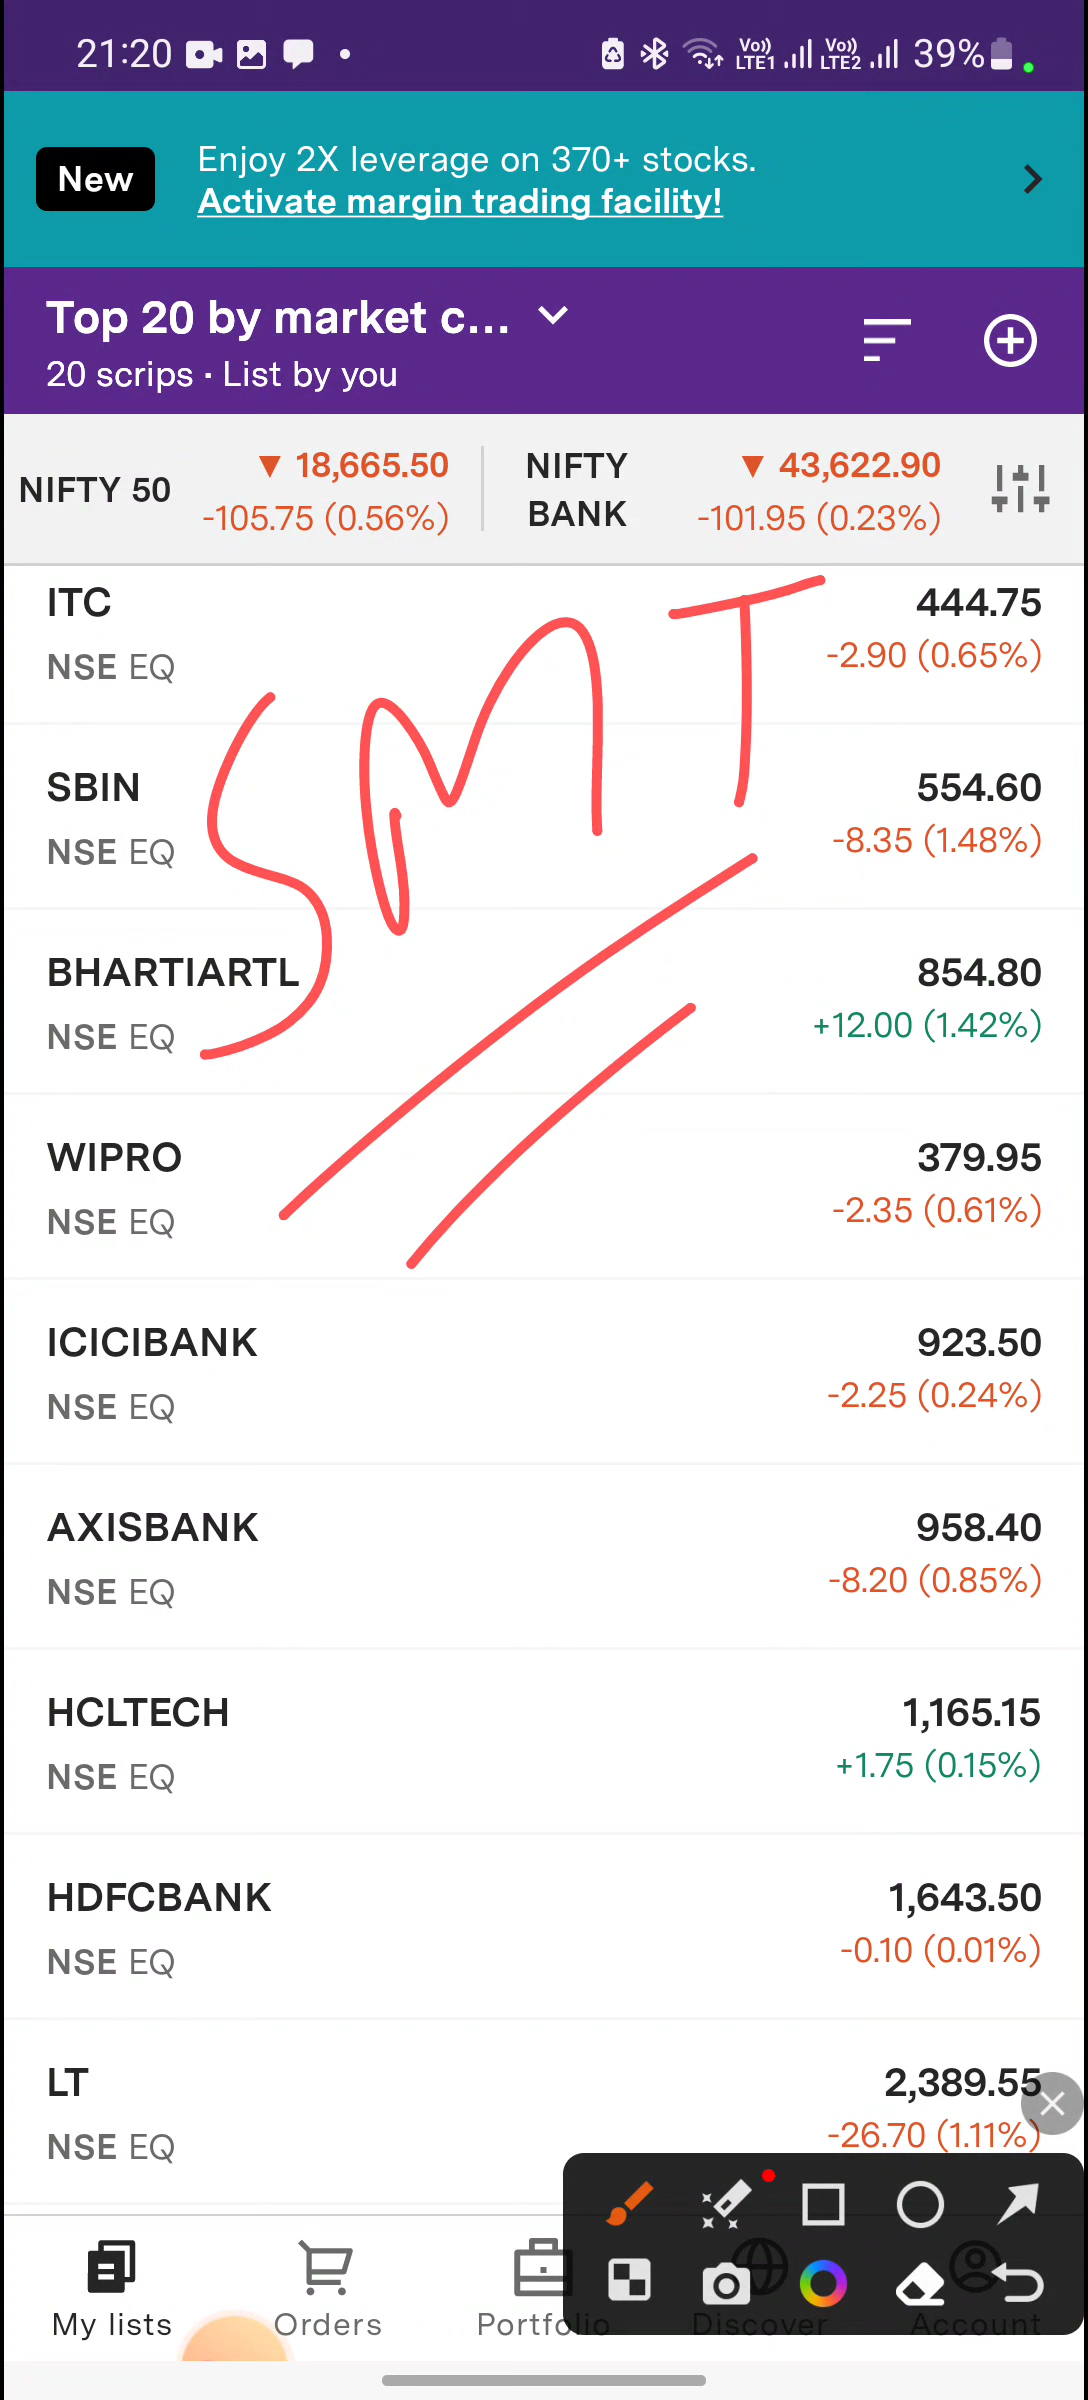 21:20 Vo)) LTE1 Vo)) LTE2 39%
New
Enjoy 2X leverage on 370+ stocks.
Activate margin trading facility!
Top 20 by market c...
20 scrips · List by you
NIFTY 50
▼ 18,665.50
-105.75 (0.56%)
NIFTY BANK
▼ 43,622.90
-101.95 (0.23%)
ITC 444.75
NSE EQ -2.90 (0.65%)
SMT
SBIN 554.60
NSE EQ -8.35 (1.48%)
BHARTIARTL 854.80
NSE EQ +12.00 (1.42%)
WIPRO 379.95
NSE EQ -2.35 (0.61%)
ICICIBANK 923.50
NSE EQ -2.25 (0.24%)
AXISBANK 958.40
NSE EQ -8.20 (0.85%)
HCLTECH 1,165.15
NSE EQ +1.75 (0.15%)
HDFCBANK 1,643.50
NSE EQ -0.10 (0.01%)
LT 2,389.55
NSE EQ -26.70 (1.11%)
My lists Orders Portfolio Discover Account